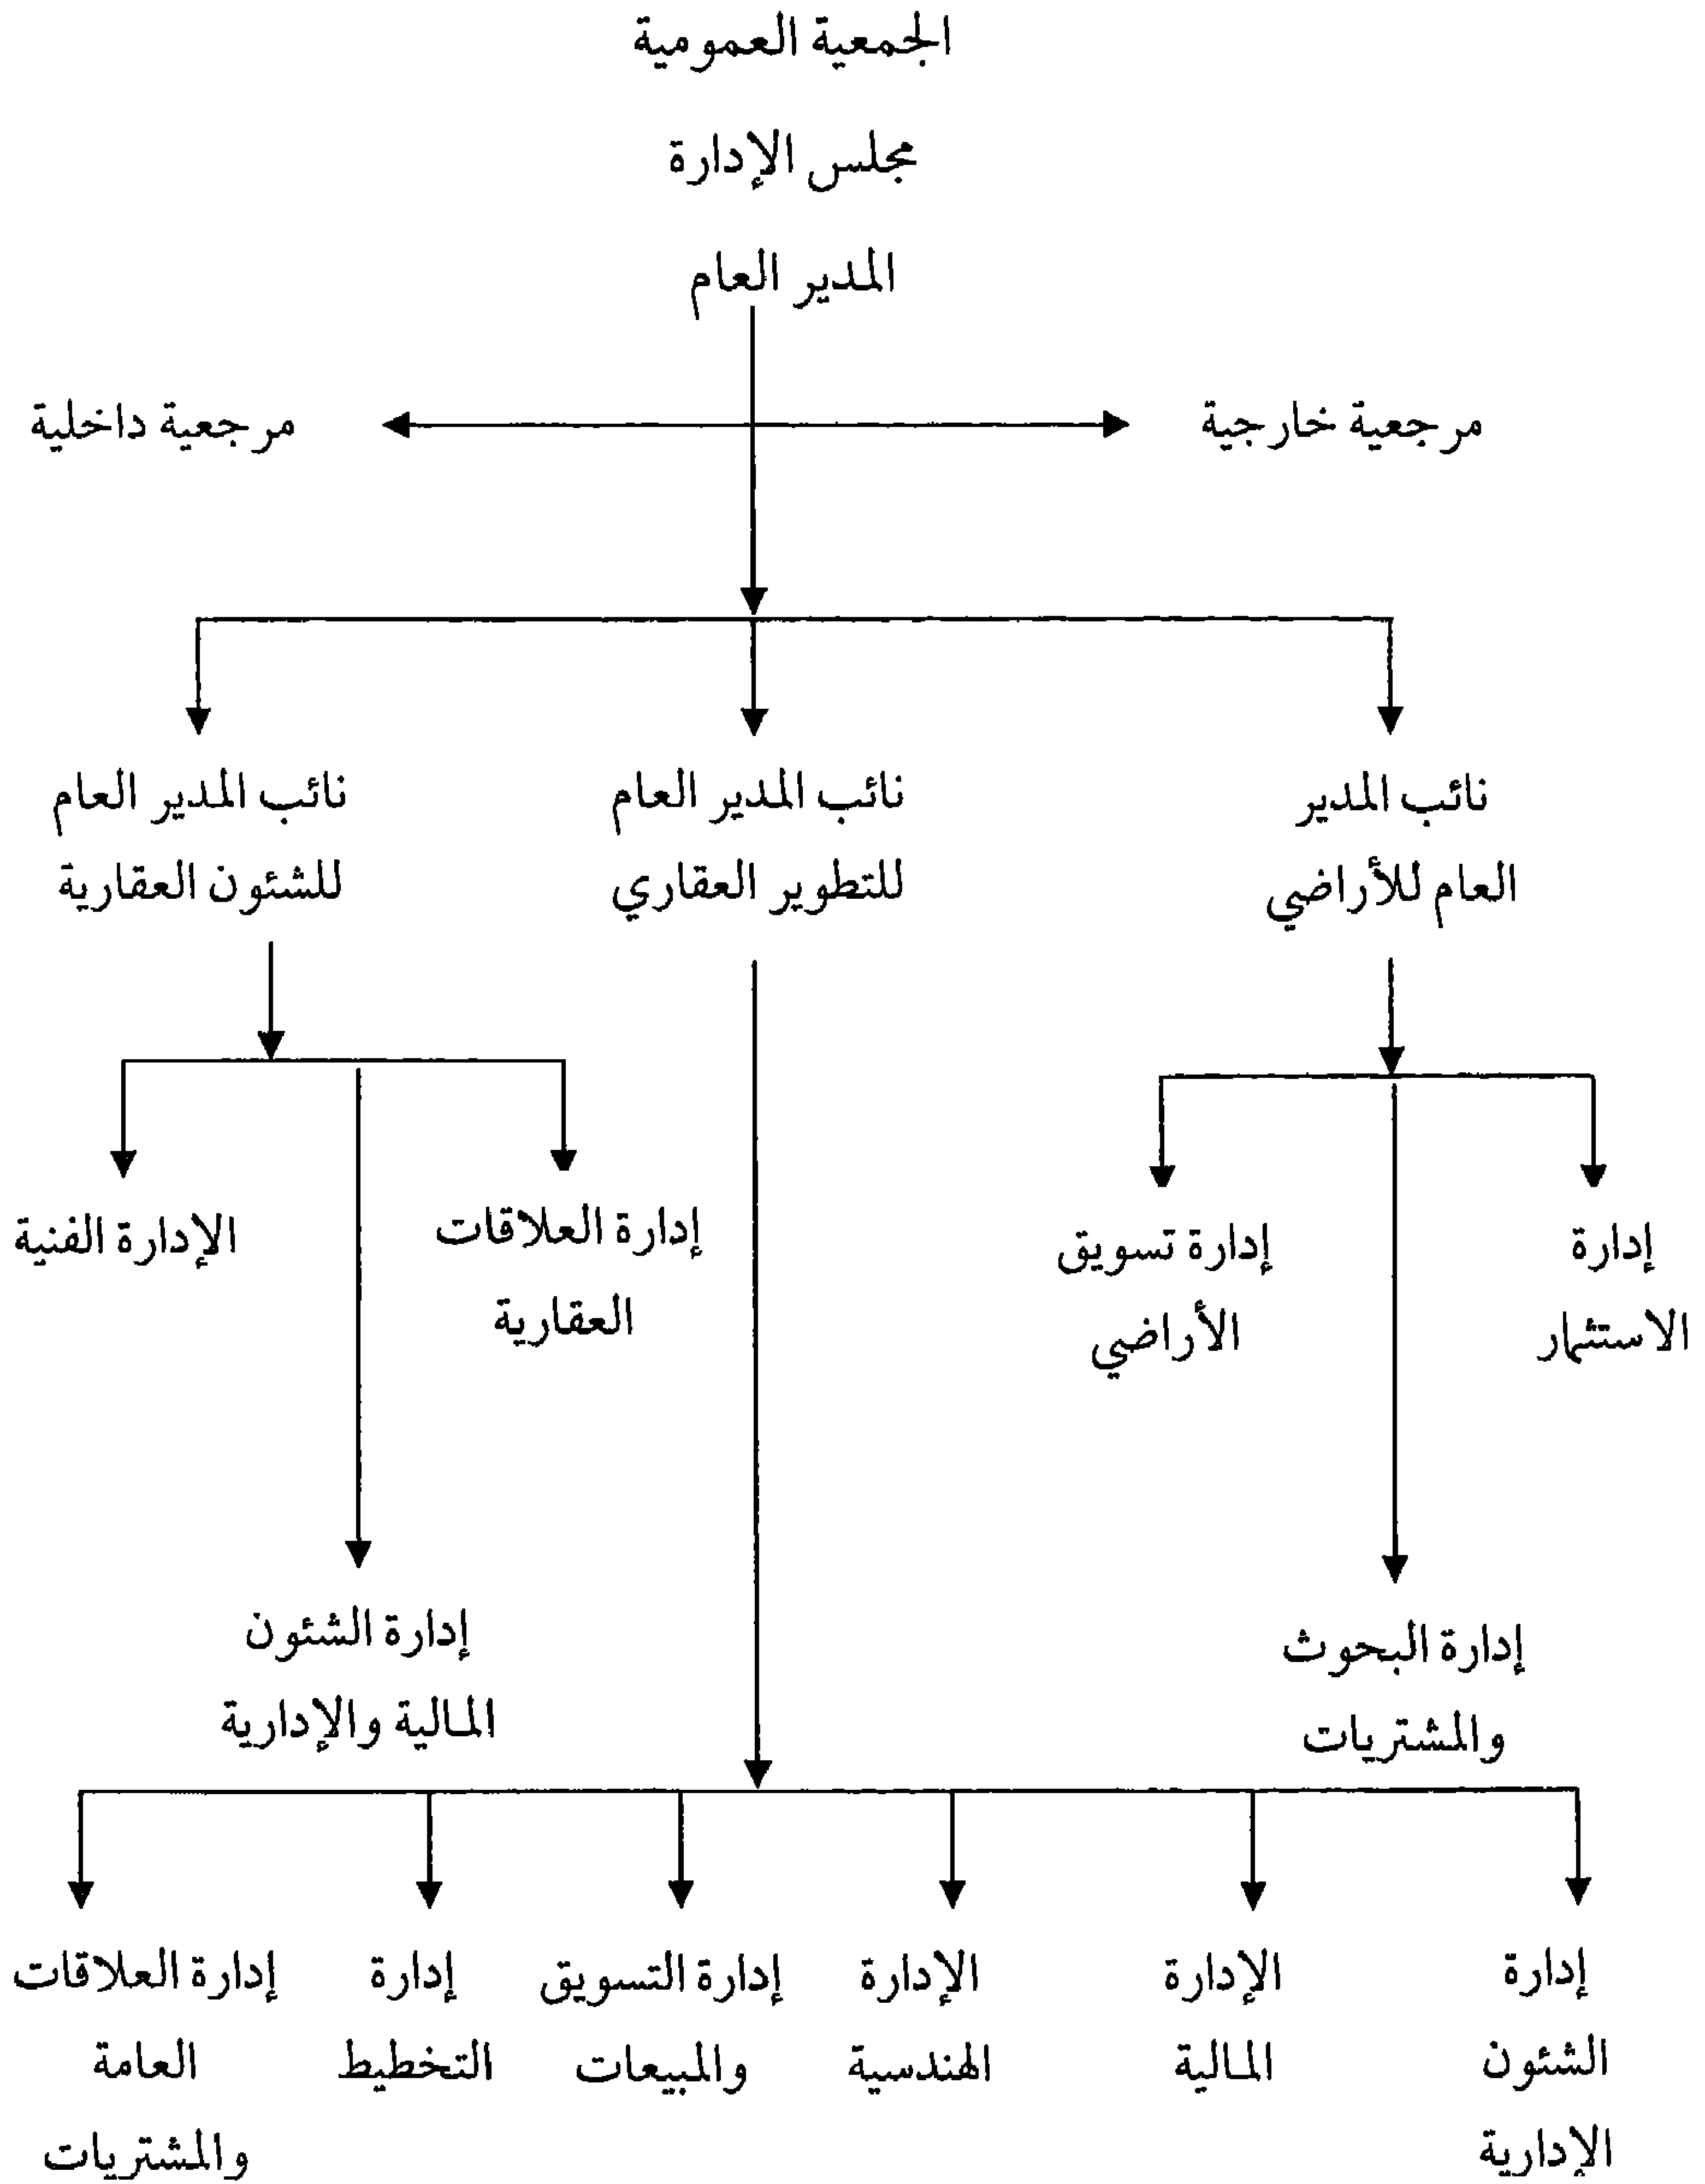 الجمعية العمومية
مجلس الإدارة
المدير العام
مرجعية خارجية
مرجعية داخلية
نائب المدير
العام للأراضي
نائب المدير العام
للتطوير العقاري
نائب المدير العام
للشئون العقارية
إدارة
الاستثمار
إدارة تسويق
الأراضي
إدارة العلاقات
العقارية
الإدارة الفنية
إدارة البحوث
والمشتريات
إدارة الشئون
المالية والإدارية
إدارة
الشئون
الإدارية
الإدارة
المالية
الإدارة
الهندسية
إدارة التسويق
والمبيعات
إدارة
التخطيط
إدارة العلاقات
العامة
والمشتريات